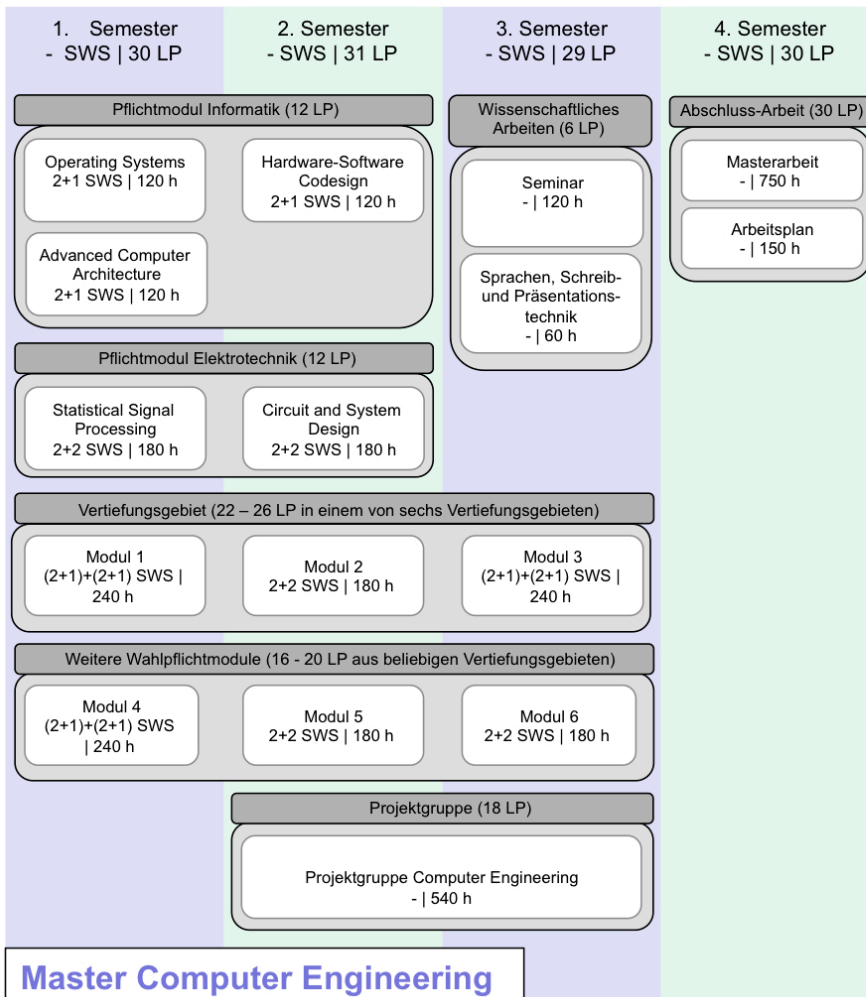 1. Semester
- SWS | 30 LP
2. Semester
- SWS | 31 LP
3. Semester
- SWS | 29 LP
4. Semester
- SWS | 30 LP
Pflichtmodul Informatik (12 LP)
Operating Systems
2+1 SWS | 120 h
Hardware-Software
Codesign
2+1 SWS | 120 h
Advanced Computer
Architecture
2+1 SWS | 120 h
Wissenschaftliches
Arbeiten (6 LP)
Seminar
- | 120 h
Sprachen, Schreib-
und Präsentations-
technik
- | 60 h
Abschluss-Arbeit (30 LP)
Masterarbeit
- | 750 h
Arbeitsplan
- | 150 h
Pflichtmodul Elektrotechnik (12 LP)
Statistical Signal
Processing
2+2 SWS | 180 h
Circuit and System
Design
2+2 SWS | 180 h
Vertiefungsgebiet (22 – 26 LP in einem von sechs Vertiefungsgebieten)
Modul 1
(2+1)+(2+1) SWS |
240 h
Modul 2
2+2 SWS | 180 h
Modul 3
(2+1)+(2+1) SWS |
240 h
Weitere Wahlpflichtmodule (16 - 20 LP aus beliebigen Vertiefungsgebieten)
Modul 4
(2+1)+(2+1) SWS
| 240 h
Modul 5
2+2 SWS | 180 h
Modul 6
2+2 SWS | 180 h
Projektgruppe (18 LP)
Projektgruppe Computer Engineering
- | 540 h
Master Computer Engineering